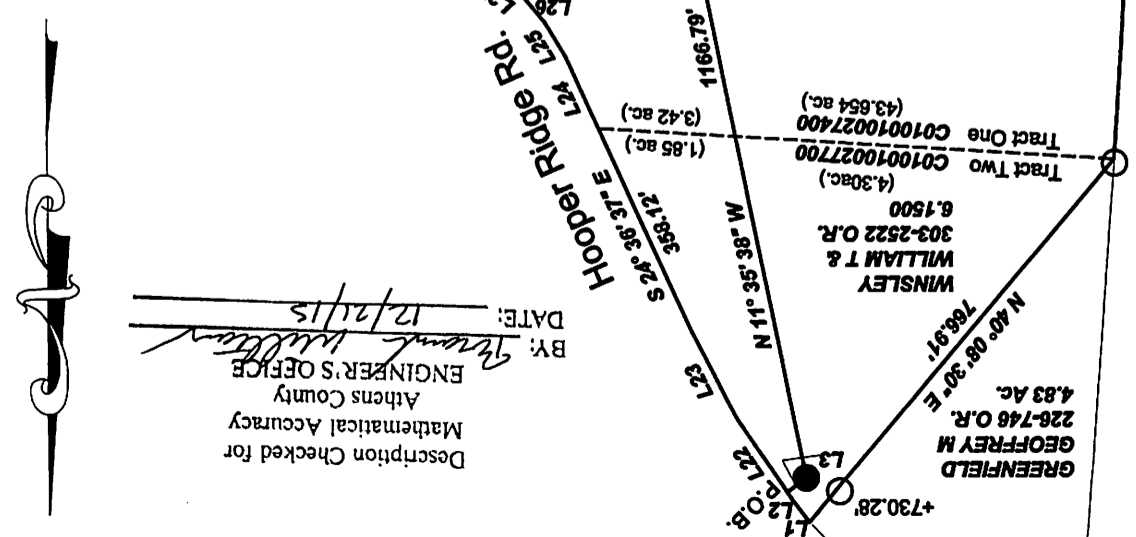 P.O.B.
L1
L2
L3
+730.28'
L22
GREENFIELD
GEOFFREY M
226-746 O.R.
4.83 Ac.
N 40° 08' 30" E
766.91'
L23
Description Checked for
Mathematical Accuracy
Athens County
ENGINEER'S OFFICE
BY:
DATE: 12/21/15
WINSLEY
WILLIAM T &
303-2522 O.R.
6.1500
(4.30ac.)
Tract Two C010010027700
Tract One C010010027400
(43.654 ac.)
N 11° 35' 38" W
1166.79'
S 24° 36' 37" E
358.12'
(1.85 ac.)
(3.42 ac.)
Hooper Ridge Rd.
L24
L25
L26